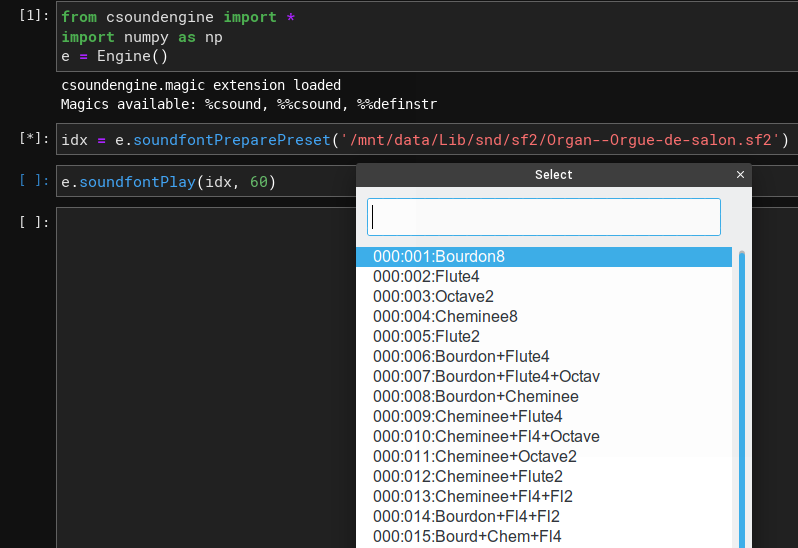 [1]: from csoundengine import *
import numpy as np
e = Engine()
csoundengine.magic extension loaded
Magics available: %csound, %%csound, %%definstr
[*]: idx = e.soundfontPreparePreset('/mnt/data/Lib/snd/sf2/Organ--Orgue-de-salon.sf2')
[ ]: e.soundfontPlay(idx, 60)
[ ]:
Select ×
000:001:Bourdon8
000:002:Flute4
000:003:Octave2
000:004:Cheminee8
000:005:Flute2
000:006:Bourdon+Flute4
000:007:Bourdon+Flute4+Octav
000:008:Bourdon+Cheminee
000:009:Cheminee+Flute4
000:010:Cheminee+Fl4+Octave
000:011:Cheminee+Octave2
000:012:Cheminee+Flute2
000:013:Cheminee+Fl4+Fl2
000:014:Bourdon+Fl4+Fl2
000:015:Bourd+Chem+Fl4